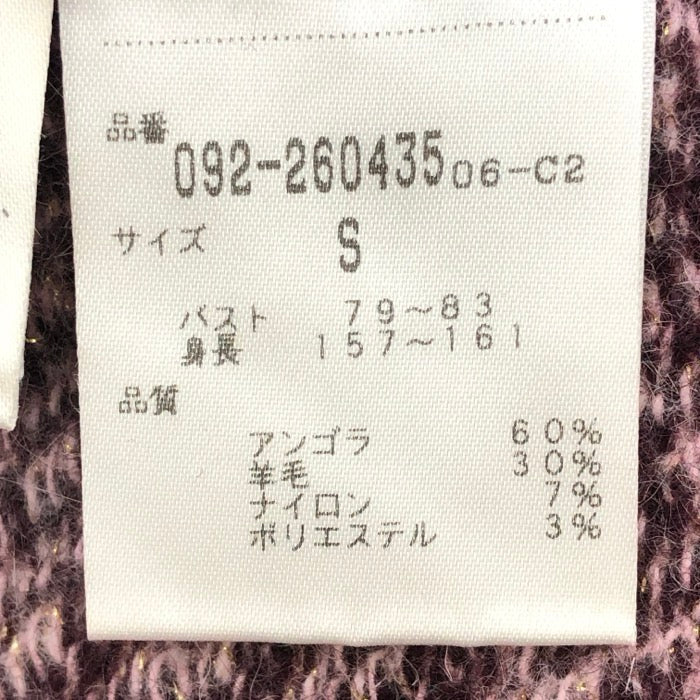 品番 092-260435 06-C2
サイズ S
バスト 79~83
身長 157~161
品質
アンゴラ 60%
羊毛 30%
ナイロン 7%
ポリエステル 3%